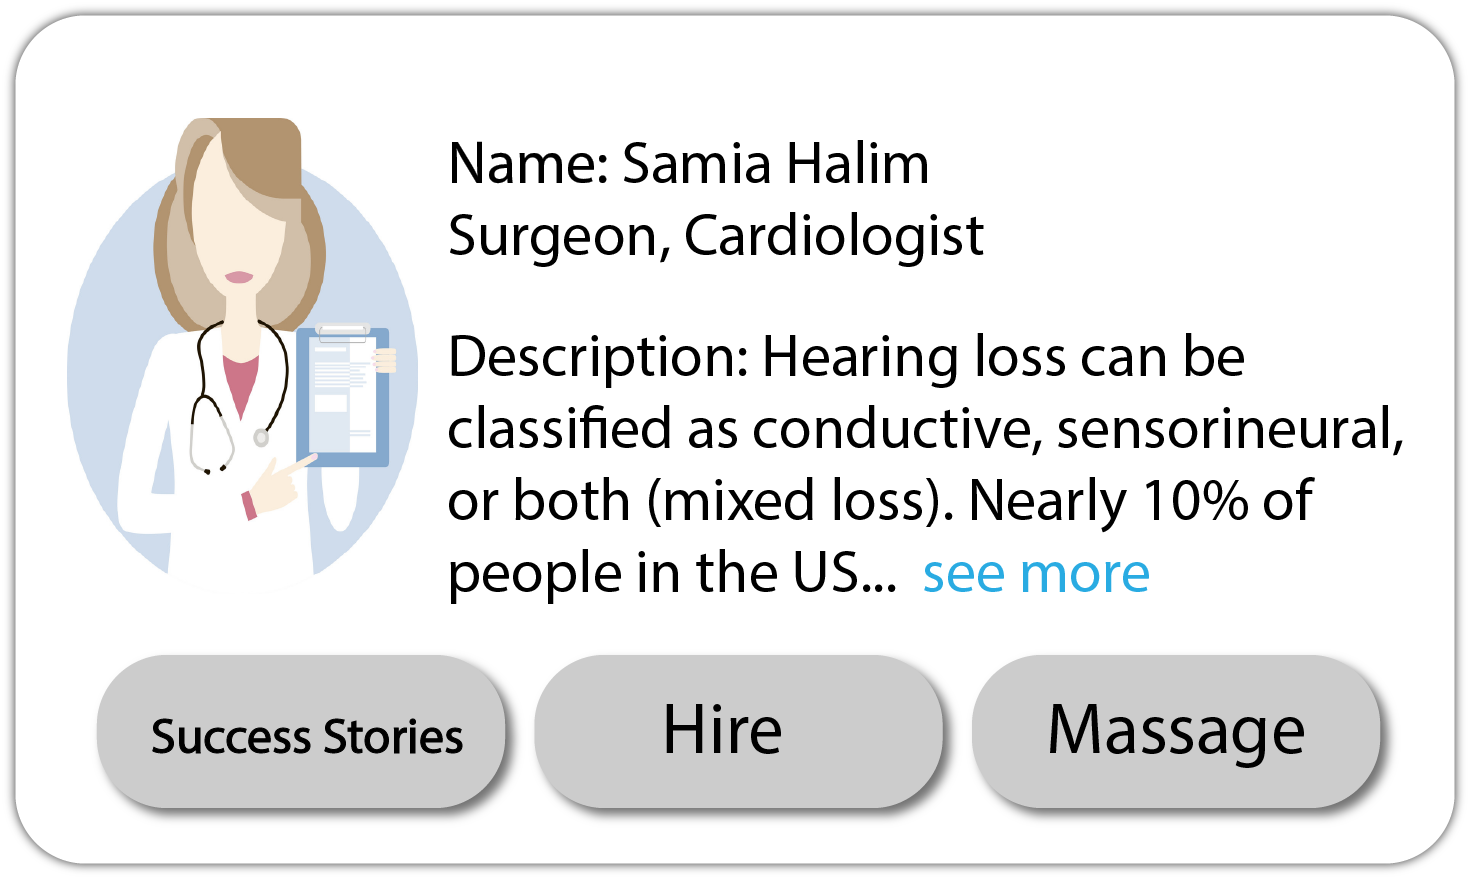 Name: Samia Halim
Surgeon, Cardiologist
Description: Hearing loss can be
classified as conductive, sensorineural,
or both (mixed loss). Nearly 10% of
people in the US... see more
Success Stories
Hire
Massage